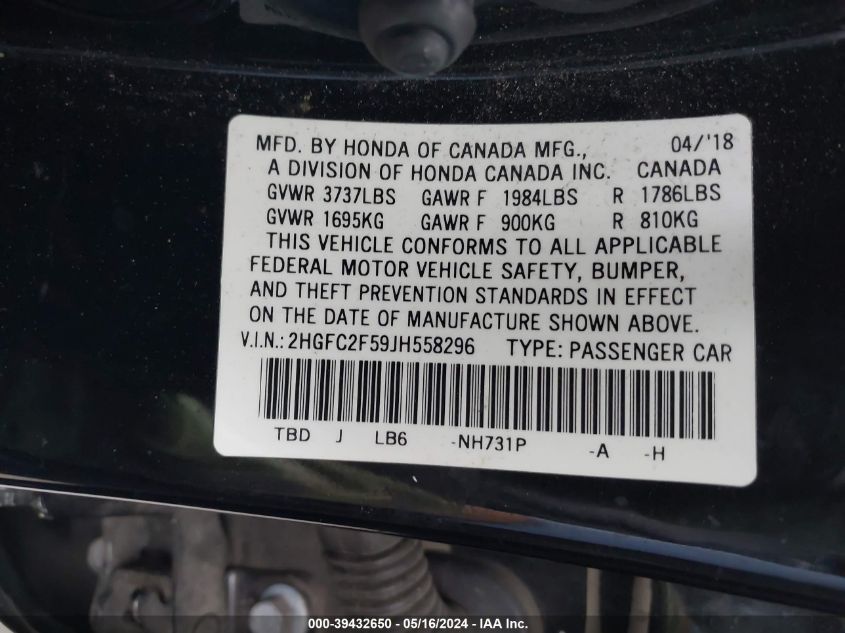 MFD. BY HONDA OF CANADA MFG., 04/'18
A DIVISION OF HONDA CANADA INC. CANADA
GVWR 3737LBS GAWR F 1984LBS R 1786LBS
GVWR 1695KG GAWR F 900KG R 810KG
THIS VEHICLE CONFORMS TO ALL APPLICABLE
FEDERAL MOTOR VEHICLE SAFETY, BUMPER,
AND THEFT PREVENTION STANDARDS IN EFFECT
ON THE DATE OF MANUFACTURE SHOWN ABOVE.
V.I.N.: 2HGFC2F59JH558296 TYPE: PASSENGER CAR
TBD J LB6 -NH731P -A -H
000-39432650 - 05/16/2024 - IAA Inc.